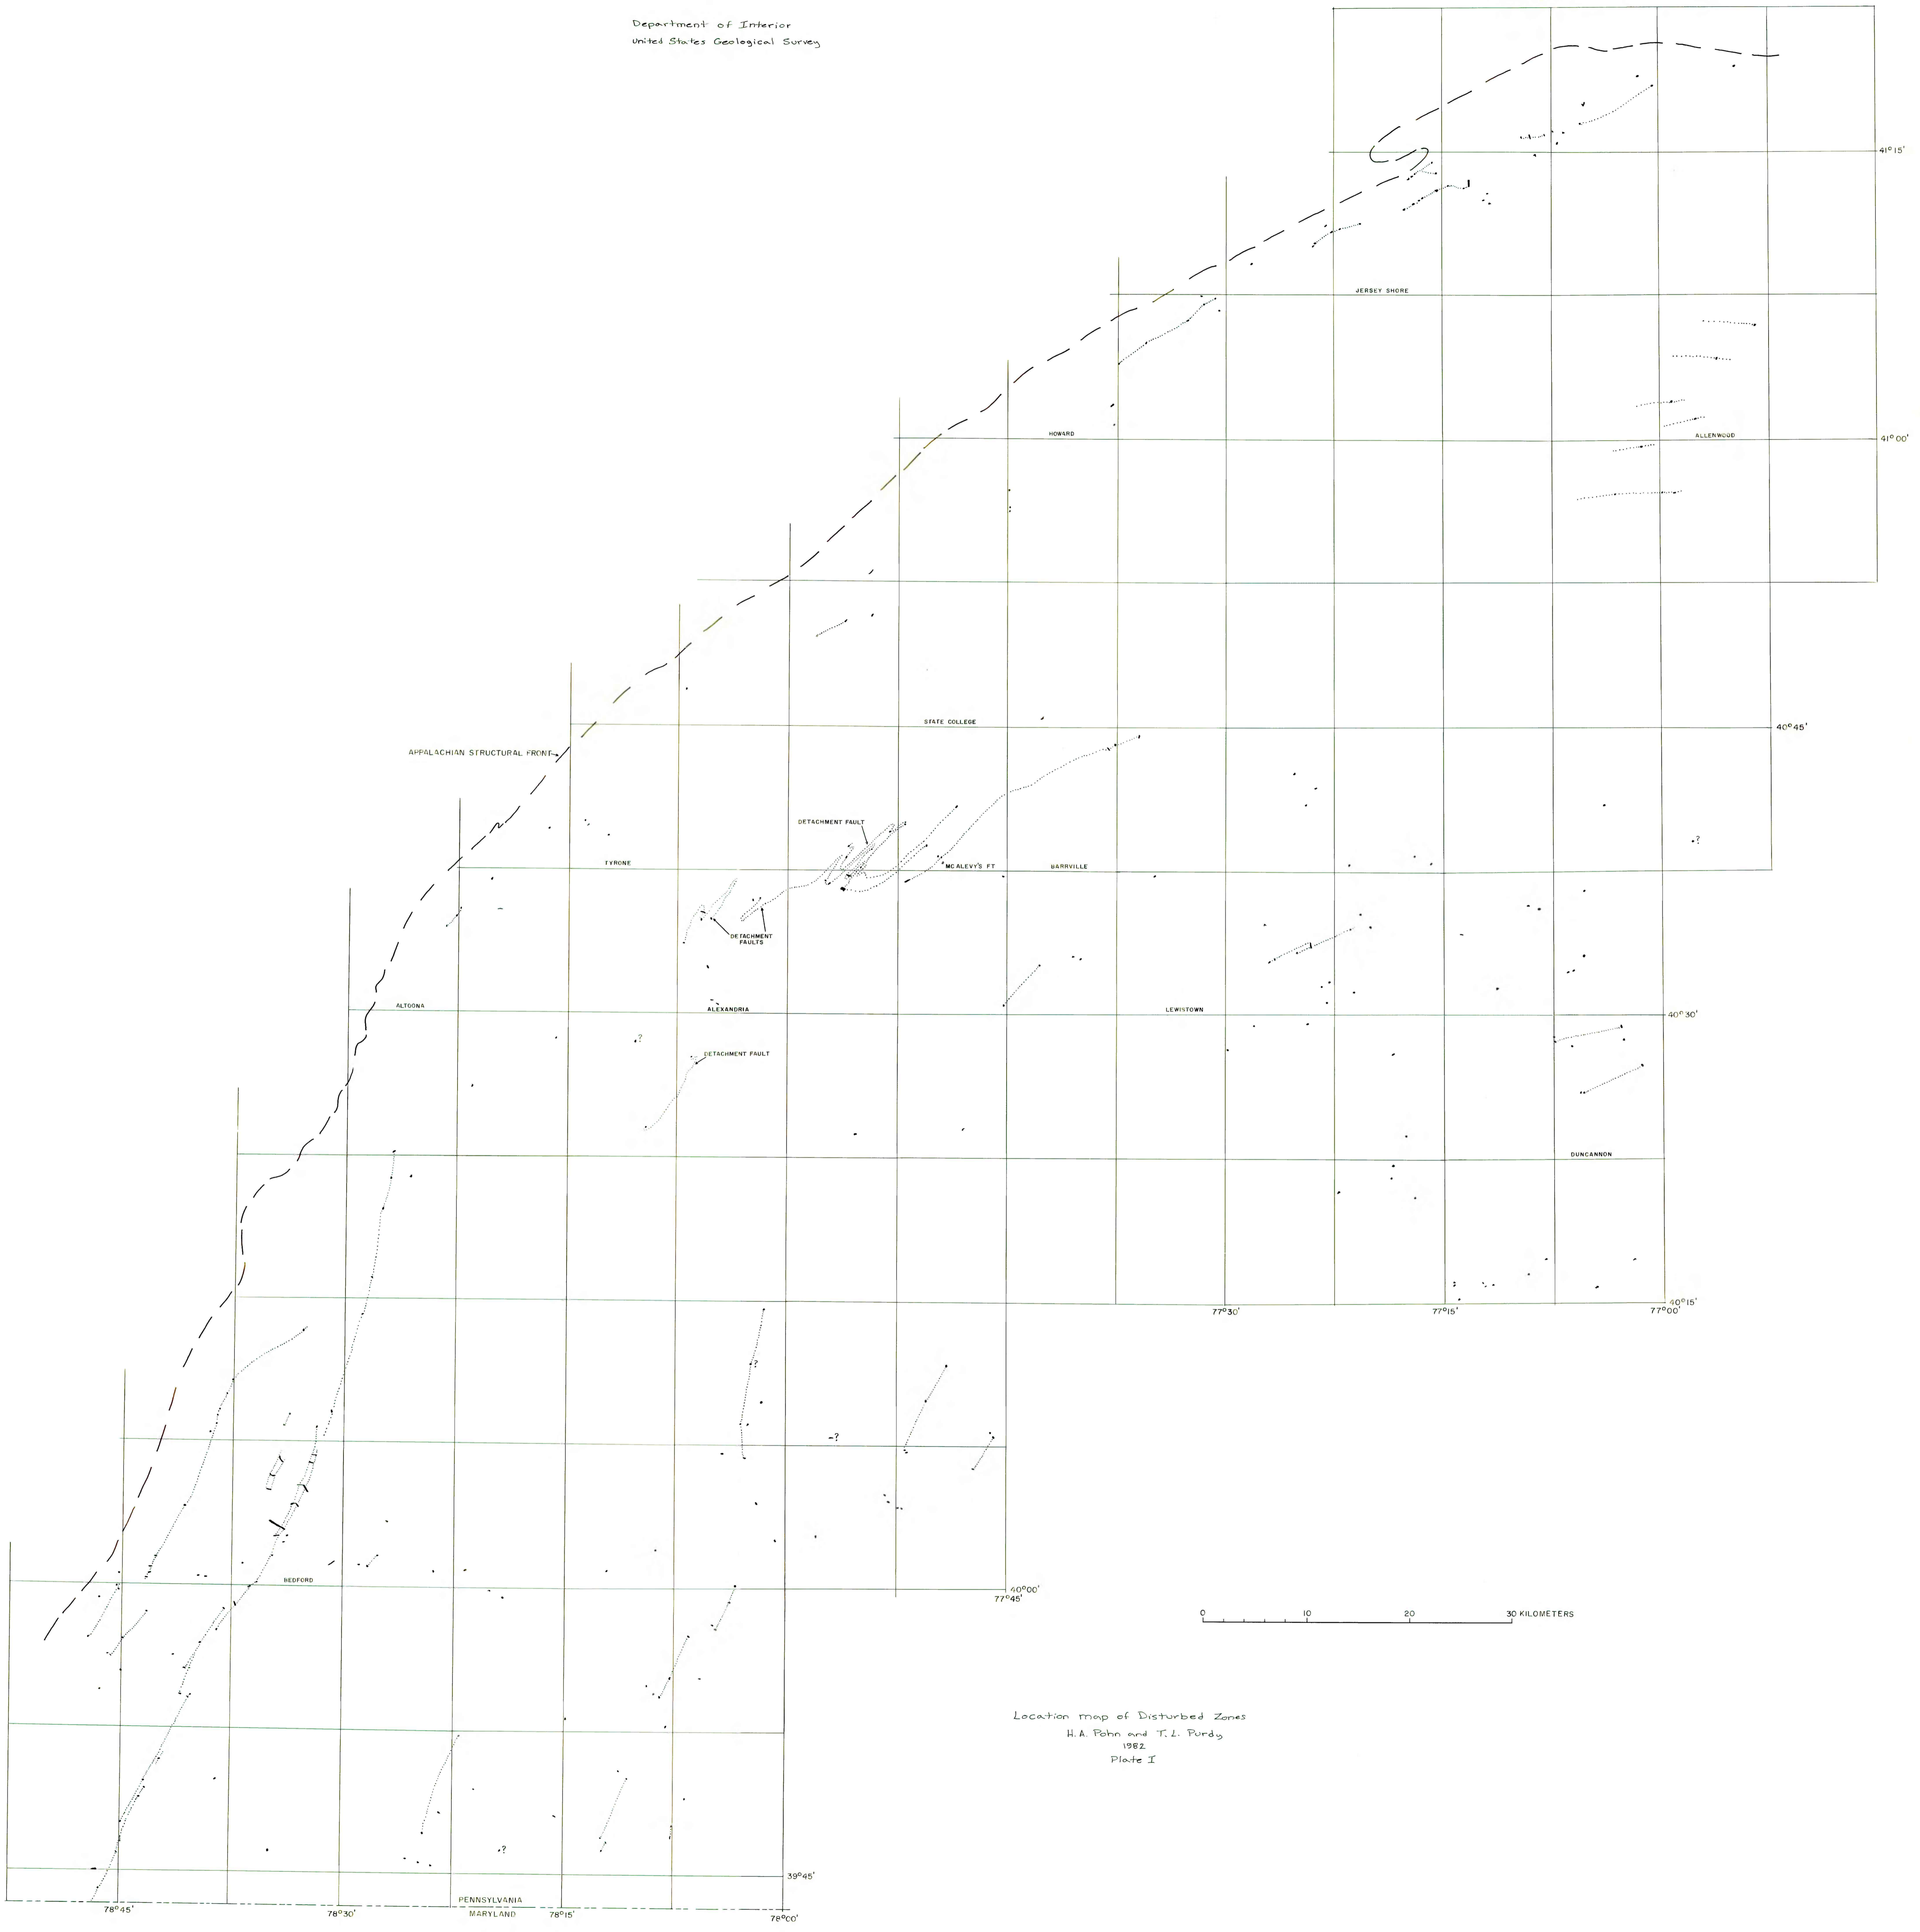 Department of Interior
United States Geological Survey
41°15'
JERSEY SHORE
HOWARD
ALLENWOOD
41°00'
STATE COLLEGE
40°45'
APPALACHIAN STRUCTURAL FRONT
DETACHMENT FAULT
?
TYRONE
MC ALEVY'S FT
BARRVILLE
DETACHMENT
FAULTS
ALTOONA
ALEXANDRIA
LEWISTOWN
40°30'
?
DETACHMENT FAULT
DUNCANNON
40°15'
77°30'
77°15'
77°00'
?
?
BEDFORD
40°00'
77°45'
0
10
20
30 KILOMETERS
Location map of Disturbed Zones
H.A. Pohn and T.L. Purdy
1982
Plate I
?
39°45'
PENNSYLVANIA
MARYLAND
78°45'
78°30'
78°15'
78°00'